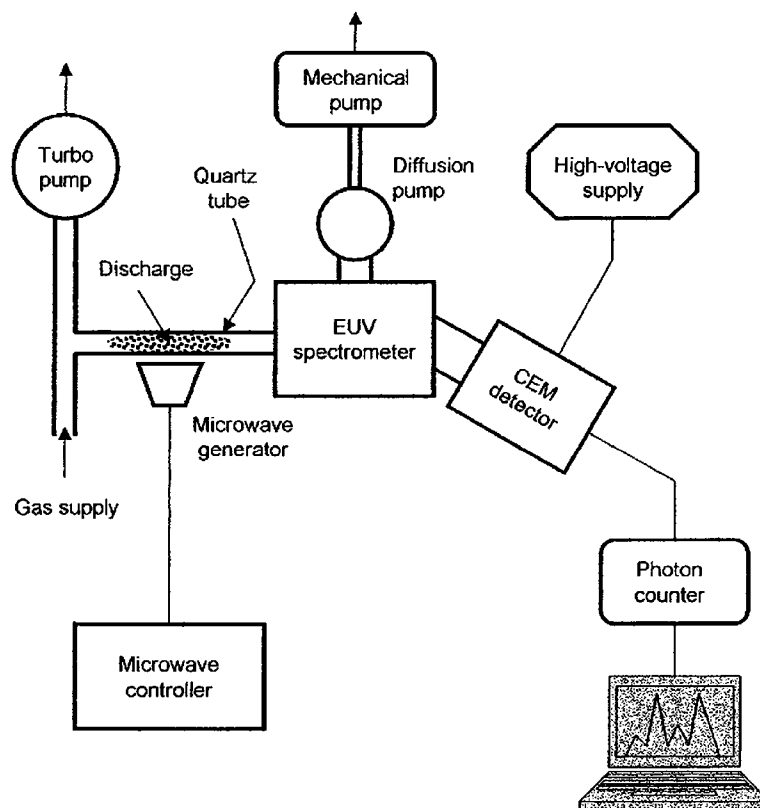 Mechanical
pump
Turbo
pump
Quartz
tube
Diffusion
pump
High-voltage
supply
Discharge
EUV
spectrometer
CEM
detector
Microwave
generator
Gas supply
Photon
counter
Microwave
controller